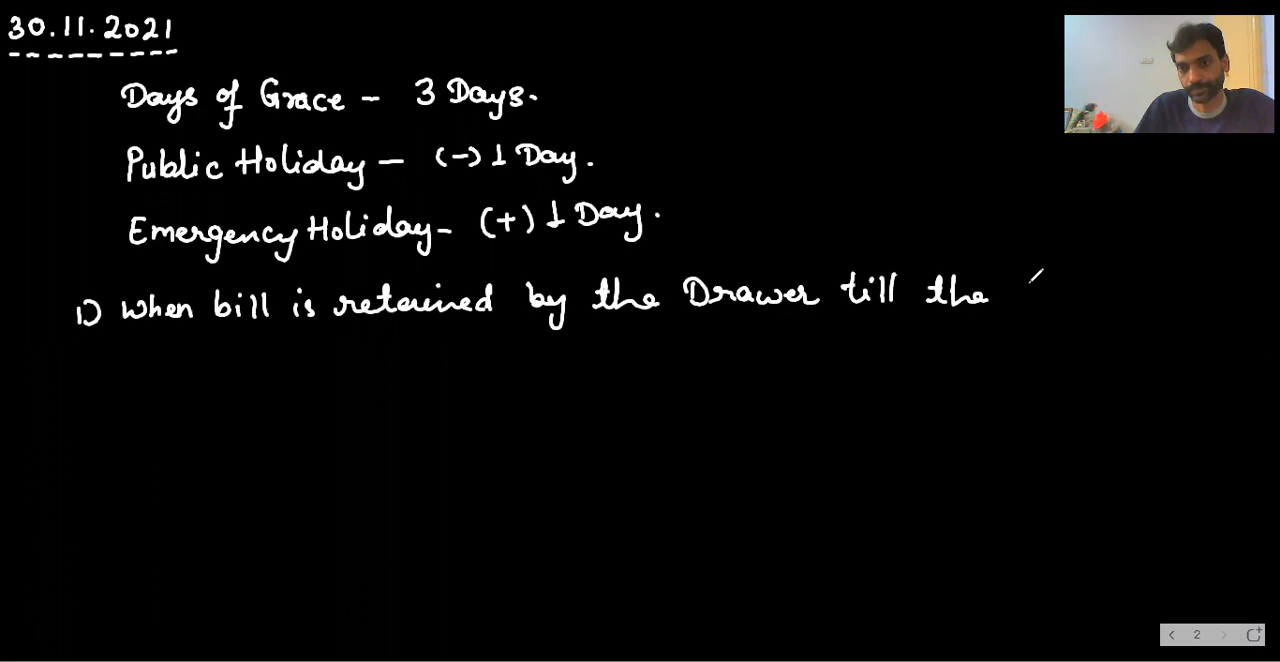 30.11.2021
Days of Grace - 3 Days.
Public Holiday - (-) 1 Day.
Emergency Holiday - (+) 1 Day.
1) When bill is retained by the Drawer till the
2